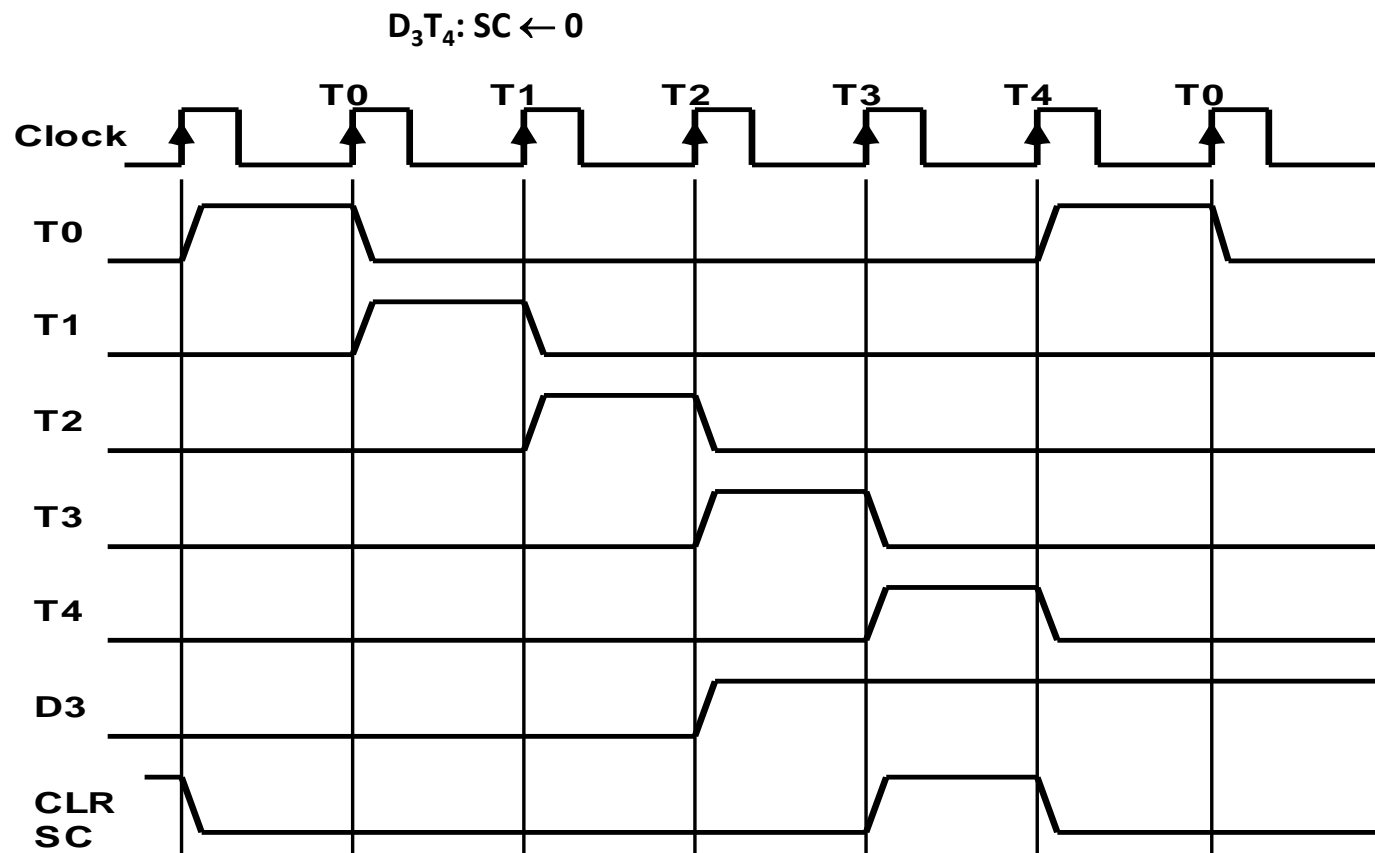 D₃T₄: SC ← 0
T0 T1 T2 T3 T4 T0
Clock
T0
T1
T2
T3
T4
D3
CLR
SC